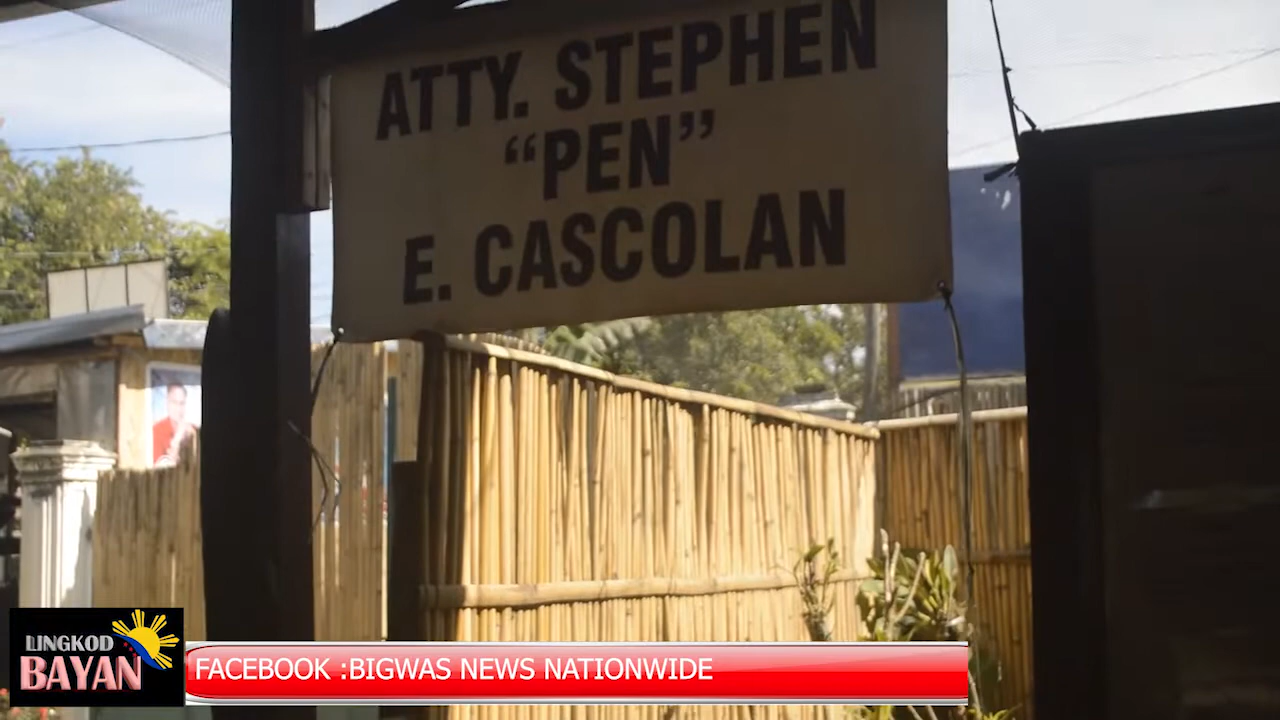 ATTY. STEPHEN
“PEN”
E. CASCOLAN
LINGKOD
BAYAN
FACEBOOK :BIGWAS NEWS NATIONWIDE